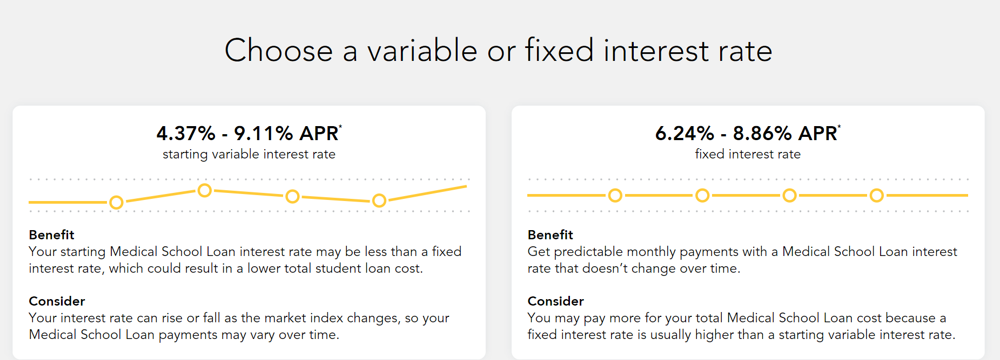 Choose a variable or fixed interest rate
4.37% - 9.11% APR*
starting variable interest rate
Benefit
Your starting Medical School Loan interest rate may be less than a fixed
interest rate, which could result in a lower total student loan cost.
Consider
Your interest rate can rise or fall as the market index changes, so your
Medical School Loan payments may vary over time.
6.24% - 8.86% APR*
fixed interest rate
Benefit
Get predictable monthly payments with a Medical School Loan interest
rate that doesn’t change over time.
Consider
You may pay more for your total Medical School Loan cost because a
fixed interest rate is usually higher than a starting variable interest rate.